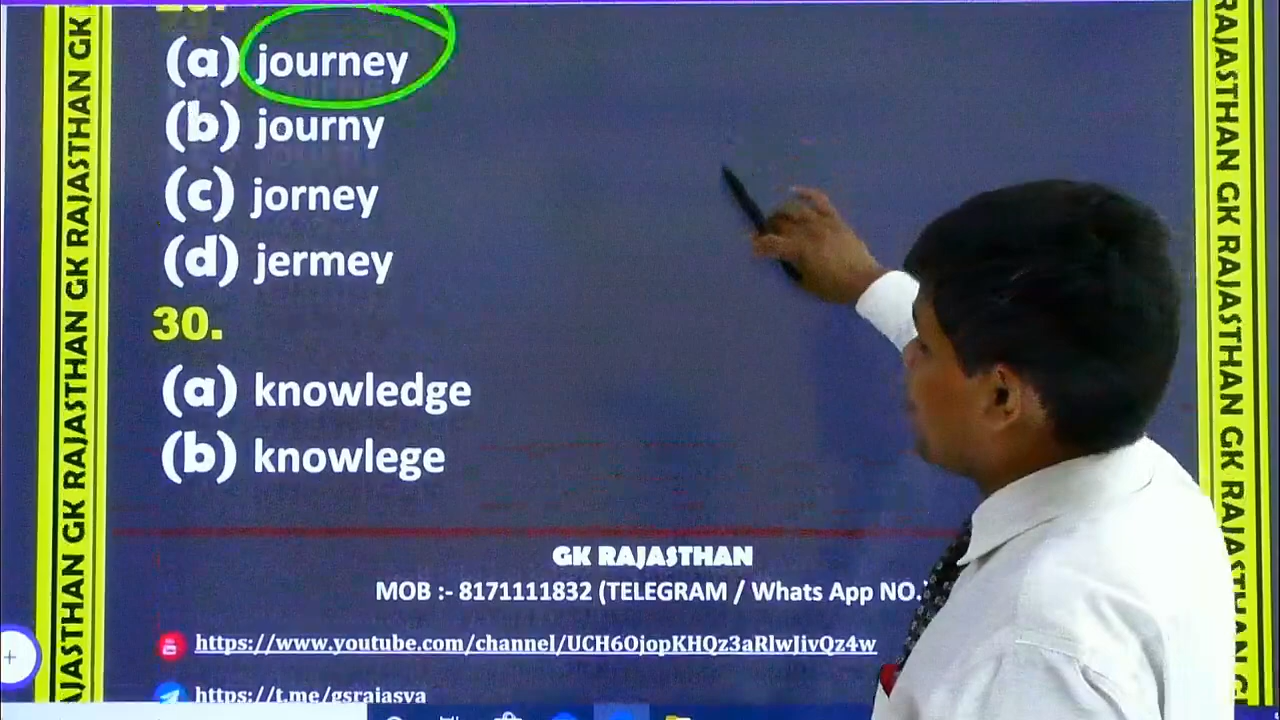 (a) journey
(b) journy
(c) jorney
(d) jermey
30.
(a) knowledge
(b) knowlege
GK RAJASTHAN
MOB :- 8171111832 (TELEGRAM / Whats App NO.
https://www.youtube.com/channel/UCH6OjopKHQz3aRlwJivQz4w
https://t.me/gsrajasva
RAJASTHAN GK RAJASTHAN GK RAJASTHAN GK
RAJASTHAN GK RAJASTHAN GK RAJASTHAN G